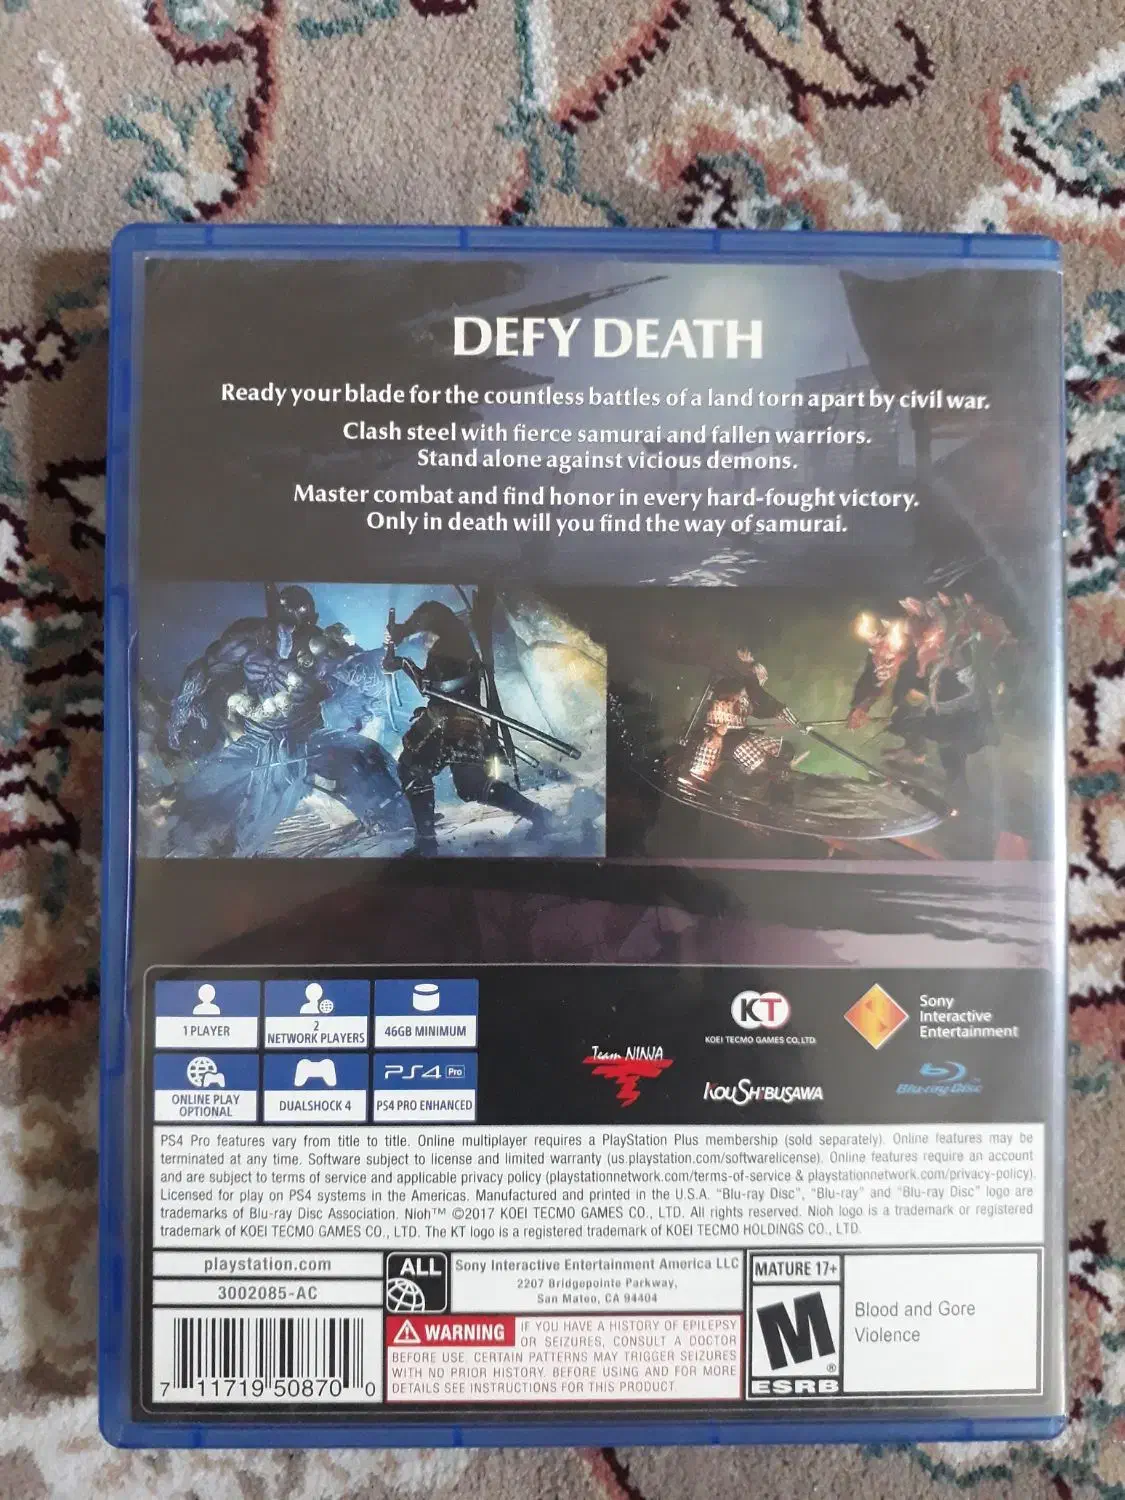 DEFY DEATH
Ready your blade for the countless battles of a land torn apart by civil war.
Clash steel with fierce samurai and fallen warriors.
Stand alone against vicious demons.
Master combat and find honor in every hard-fought victory.
Only in death will you find the way of samurai.
1 PLAYER
2
NETWORK PLAYERS
46GB MINIMUM
ONLINE PLAY
OPTIONAL
DUALSHOCK 4
PS4 Pro
PS4 PRO ENHANCED
Team NINJA
KT
KOEI TECMO GAMES CO., LTD.
KOU SHIBUSAWA
Sony
Interactive
Entertainment
Blu-ray Disc
PS4 Pro features vary from title to title. Online multiplayer requires a PlayStation Plus membership (sold separately). Online features may be
terminated at any time. Software subject to license and limited warranty (us.playstation.com/softwarelicense). Online features require an account
and are subject to terms of service and applicable privacy policy (playstationnetwork.com/terms-of-service & playstationnetwork.com/privacy-policy).
Licensed for play on PS4 systems in the Americas. Manufactured and printed in the U.S.A. "Blu-ray Disc", "Blu-ray" and "Blu-ray Disc" logo are
trademarks of Blu-ray Disc Association. Nioh™ ©2017 KOEI TECMO GAMES CO., LTD. All rights reserved. Nioh logo is a trademark or registered
trademark of KOEI TECMO GAMES CO., LTD. The KT logo is a registered trademark of KOEI TECMO HOLDINGS CO., LTD.
playstation.com
3002085-AC
7 11719 50870 0
ALL
Sony Interactive Entertainment America LLC
2207 Bridgepointe Parkway,
San Mateo, CA 94404
WARNING IF YOU HAVE A HISTORY OF EPILEPSY
OR SEIZURES, CONSULT A DOCTOR
BEFORE USE. CERTAIN PATTERNS MAY TRIGGER SEIZURES
WITH NO PRIOR HISTORY. BEFORE USING AND FOR MORE
DETAILS SEE INSTRUCTIONS FOR THIS PRODUCT.
MATURE 17+
M
®
ESRB
Blood and Gore
Violence